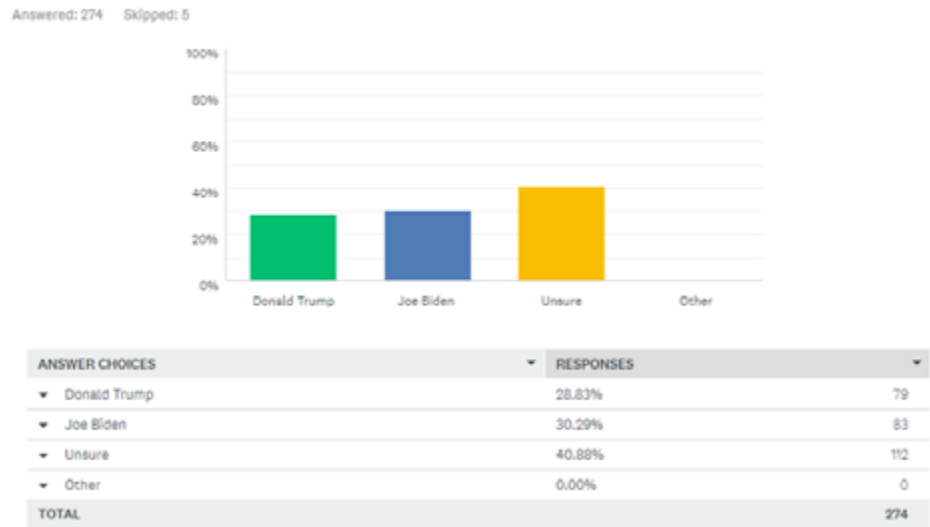 Answered: 274 Skipped: 5
100%
80%
60%
40%
20%
0%
Donald Trump Joe Biden Unsure Other
ANSWER CHOICES RESPONSES
Donald Trump 28.83% 79
Joe Biden 30.29% 83
Unsure 40.88% 112
Other 0.00% 0
TOTAL 274